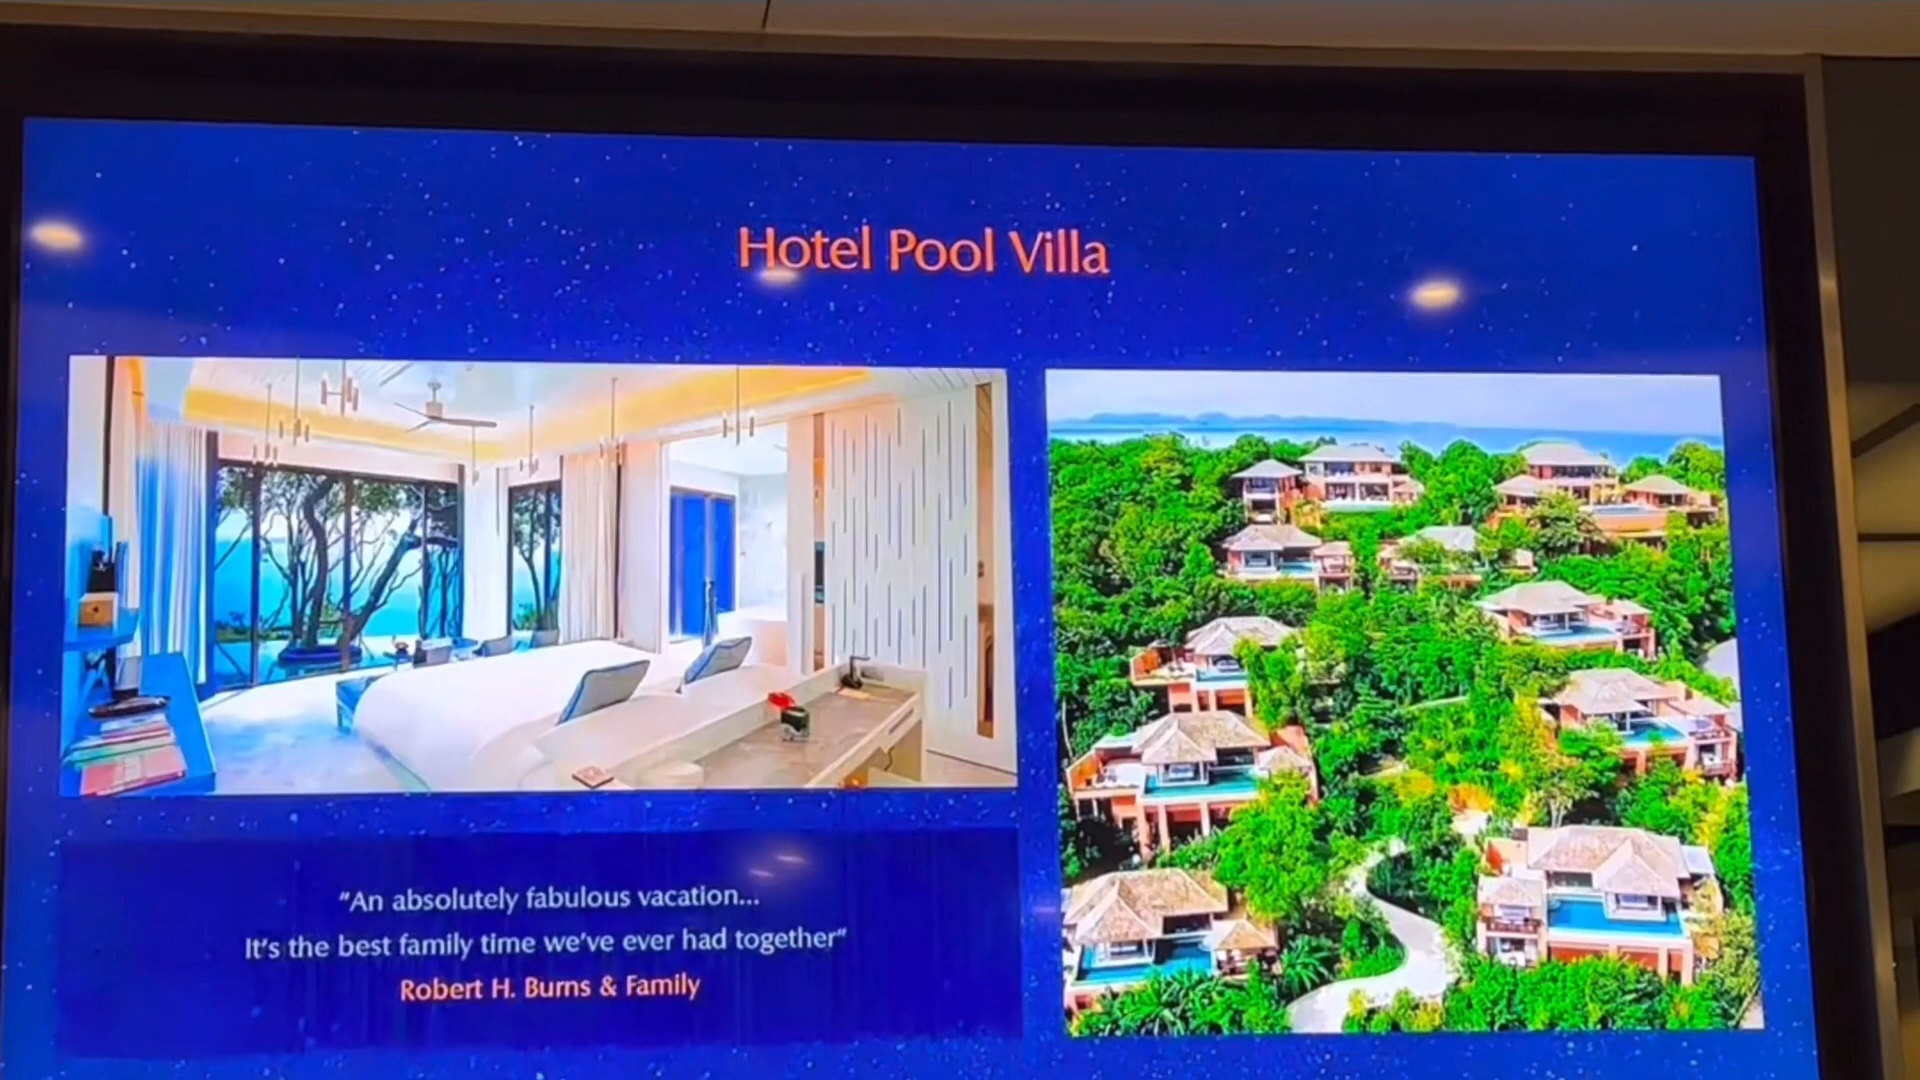 Hotel Pool Villa
"An absolutely fabulous vacation...
It's the best family time we've ever had together"
Robert H. Burns & Family